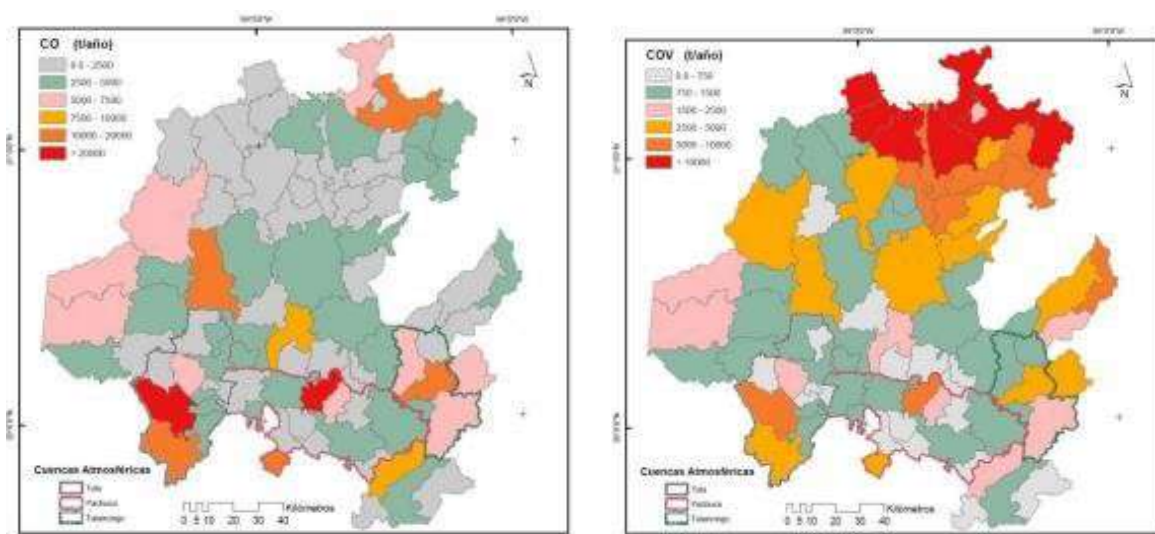 CO (t/año)
0.0 - 2500
2500 - 5000
5000 - 7500
7500 - 10000
10000 - 20000
> 20000
N
Cuencas Atmosféricas
Tula
Pachuca
Tulancingo
Kilómetros
0 5 10 20 30 40
COV (t/año)
0.0 - 750
750 - 1500
1500 - 2500
2500 - 5000
5000 - 10000
> 10000
N
Cuencas Atmosféricas
Tula
Pachuca
Tulancingo
Kilómetros
0 5 10 20 30 40